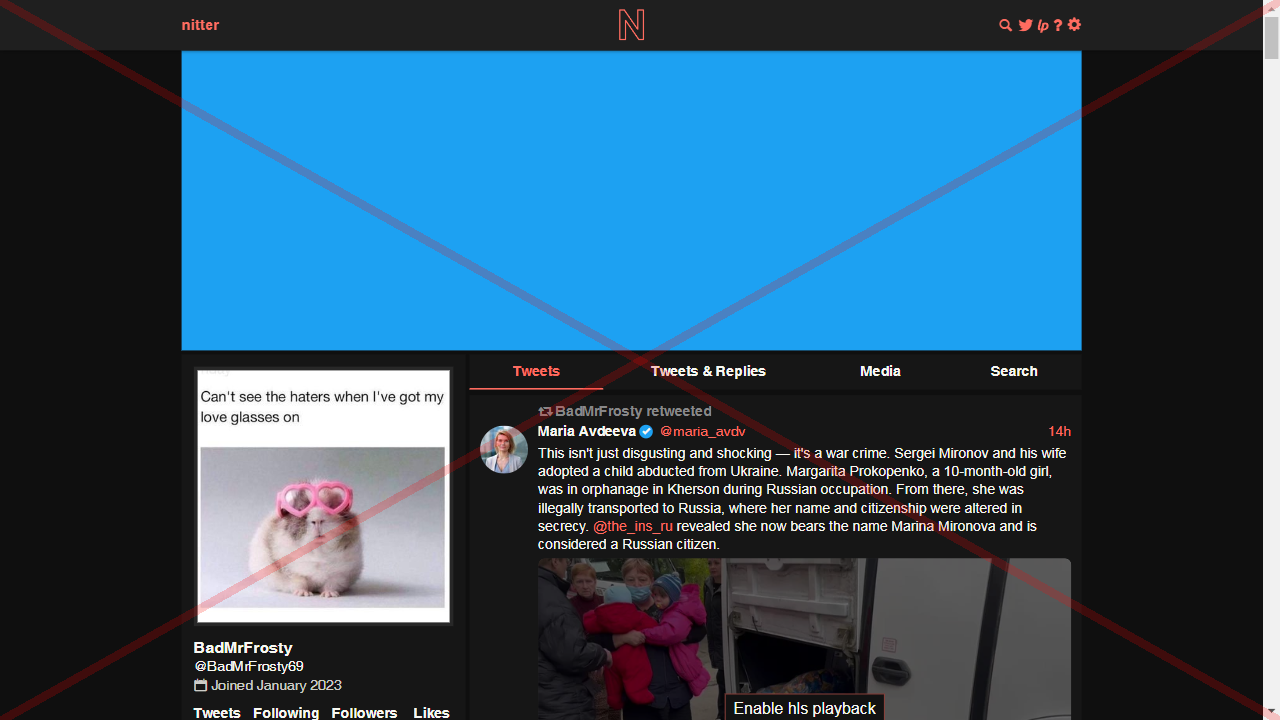 nitter
N
lp ?
Tweets
Tweets & Replies
Media
Search
Can't see the haters when I've got my
love glasses on
BadMrFrosty
@BadMrFrosty69
Joined January 2023
Tweets Following Followers Likes
BadMrFrosty retweeted
Maria Avdeeva @maria_avdv 14h
This isn't just disgusting and shocking — it's a war crime. Sergei Mironov and his wife
adopted a child abducted from Ukraine. Margarita Prokopenko, a 10-month-old girl,
was in orphanage in Kherson during Russian occupation. From there, she was
illegally transported to Russia, where her name and citizenship were altered in
secrecy. @the_ins_ru revealed she now bears the name Marina Mironova and is
considered a Russian citizen.
Enable hls playback